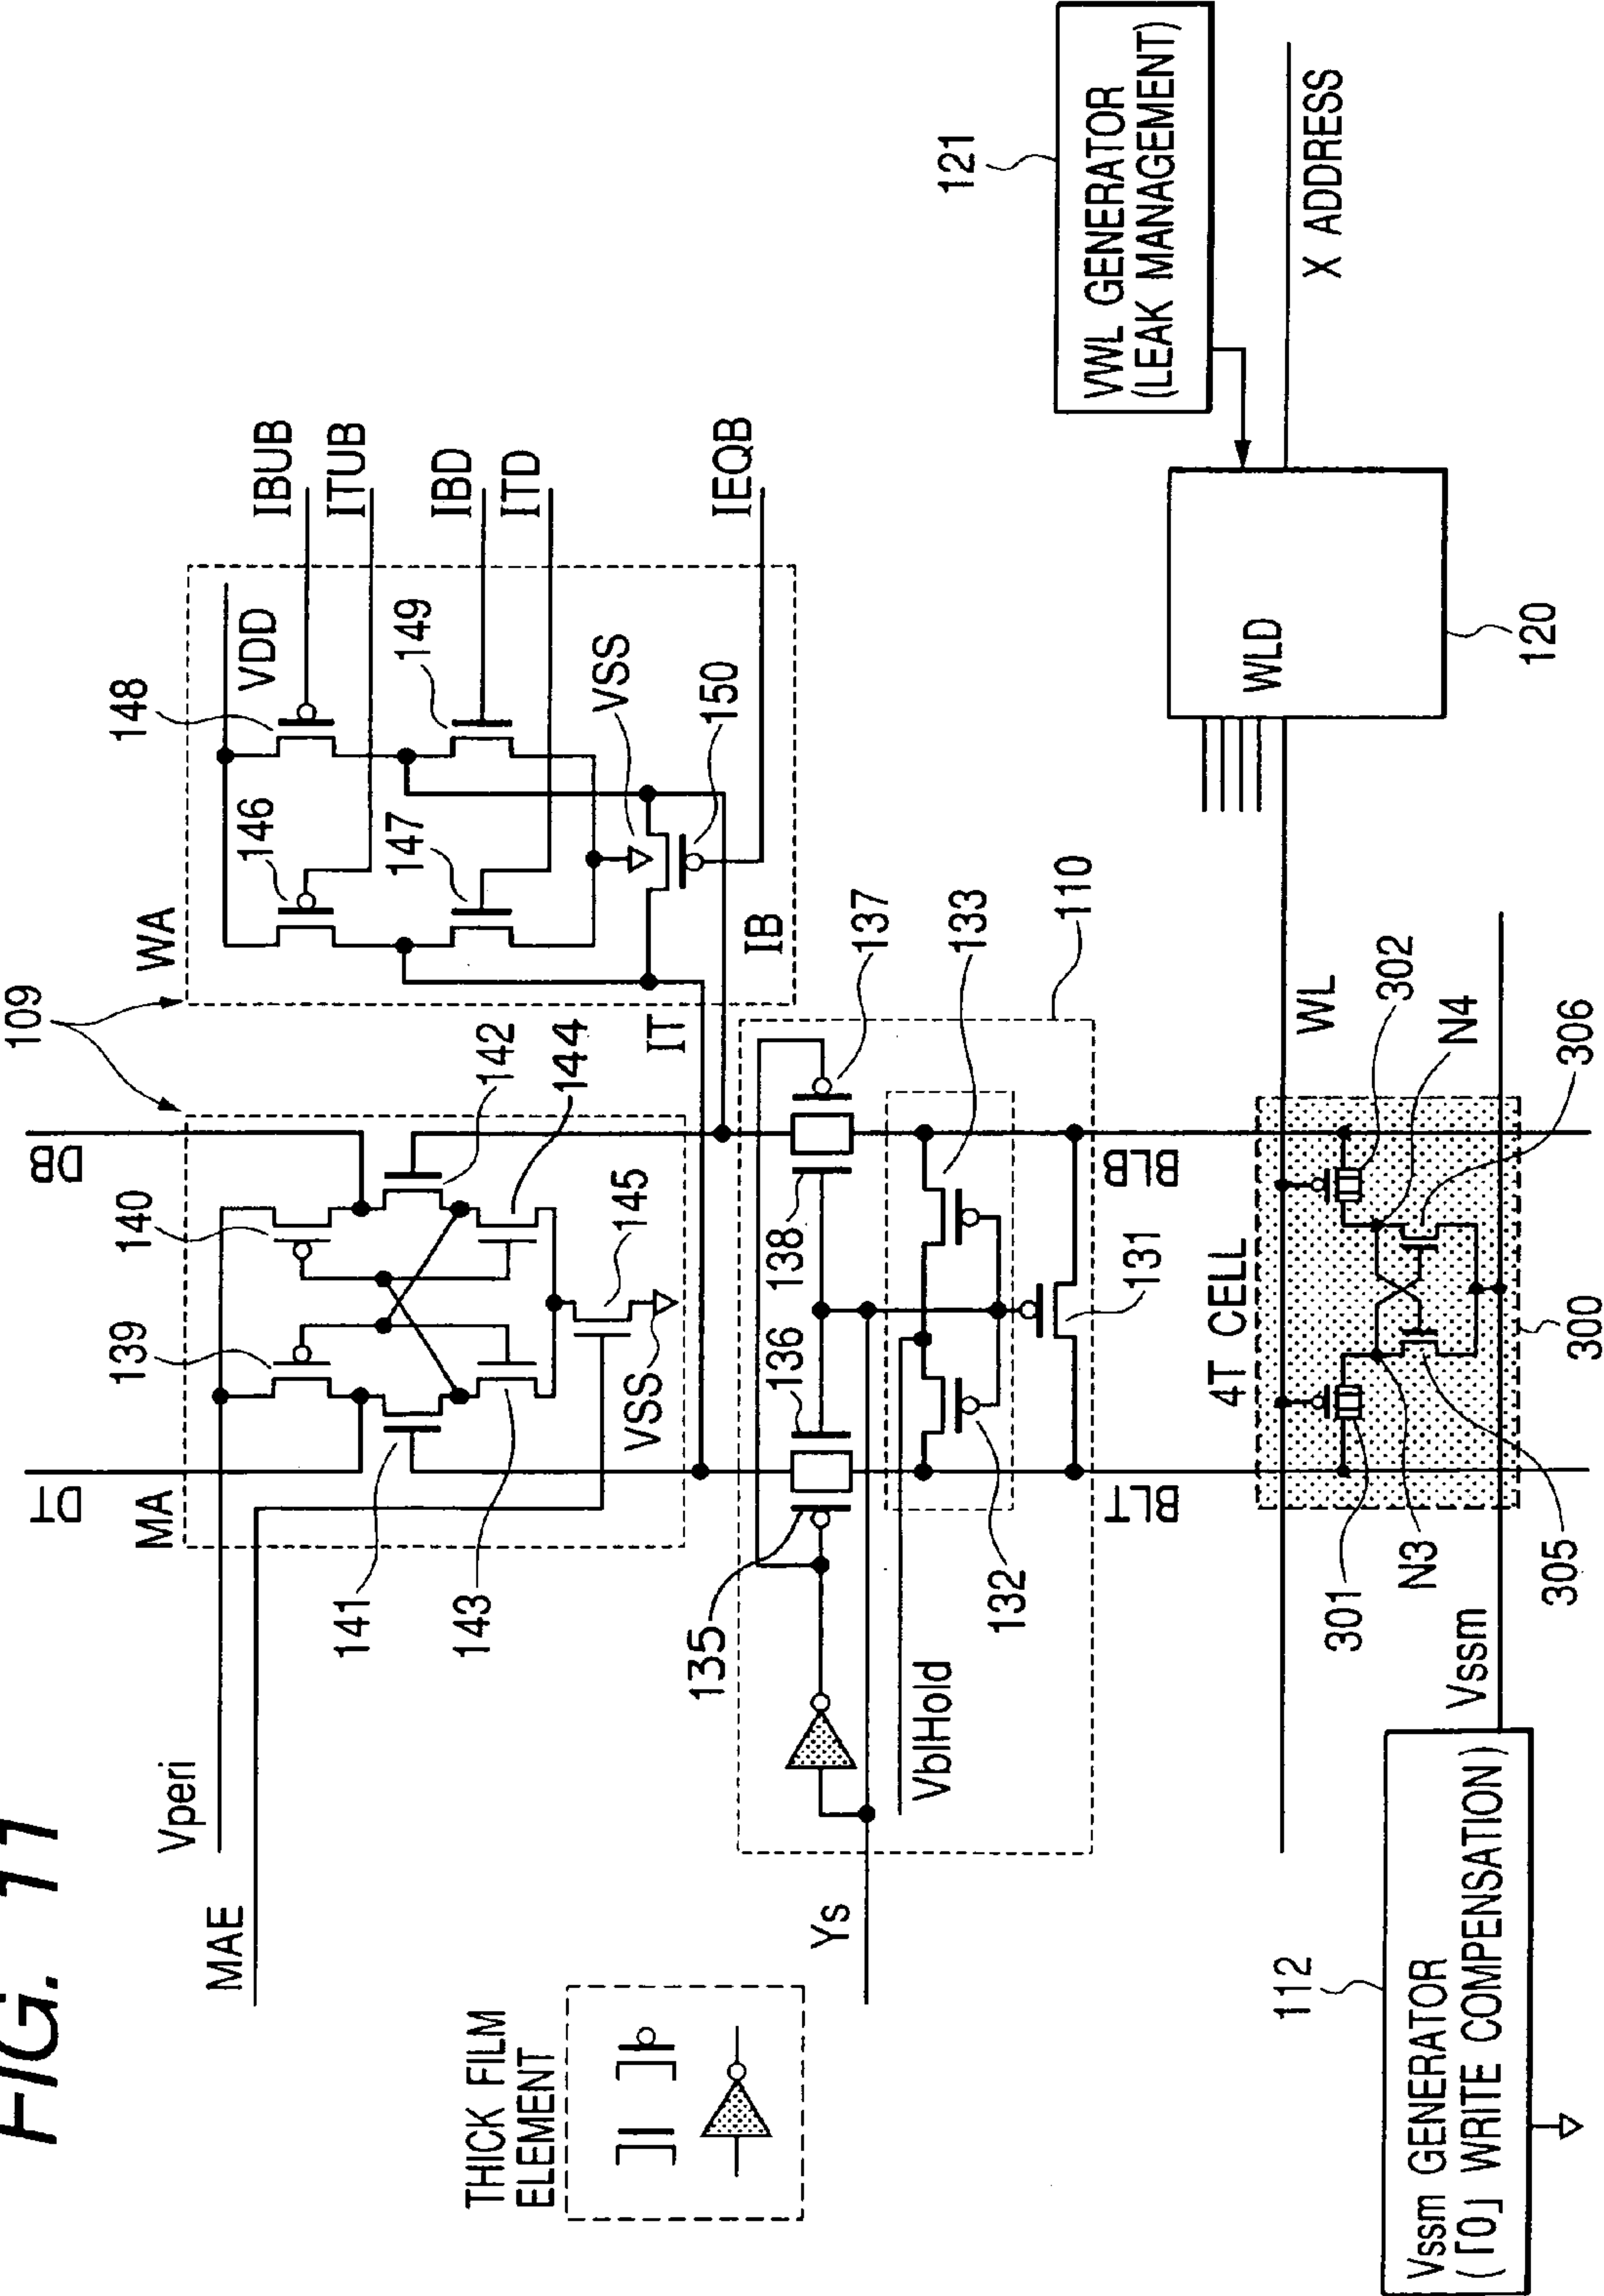 FIG. 11
109
DT
DB
MA
WA
139
140
141
142
143
144
145
VSS
Vperi
MAE
146
147
148
149
150
VDD
VSS
IBUB
ITUB
IBD
ITD
IEQB
IT
IB
THICK FILM
ELEMENT
Ys
VblHold
135
136
138
137
133
132
131
110
BLT
BLB
121
VWL GENERATOR
(LEAK MANAGEMENT)
X ADDRESS
WLD
120
WL
4T CELL
301
302
N3
N4
305
306
300
Vssm
112
Vssm GENERATOR
(「0」 WRITE COMPENSATION)